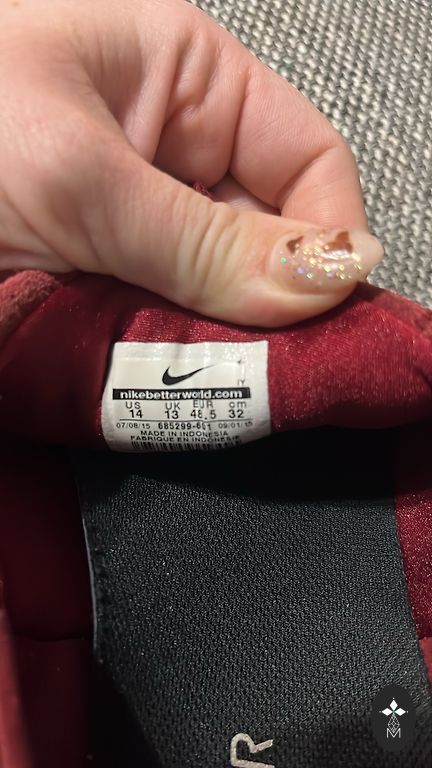 nikebetterworld.com
US UK EUR cm
14 13 48.5 32
07/08/15 685299-601 09/01/15
MADE IN INDONESIA
FABRIQUE EN INDONESIE
R
M